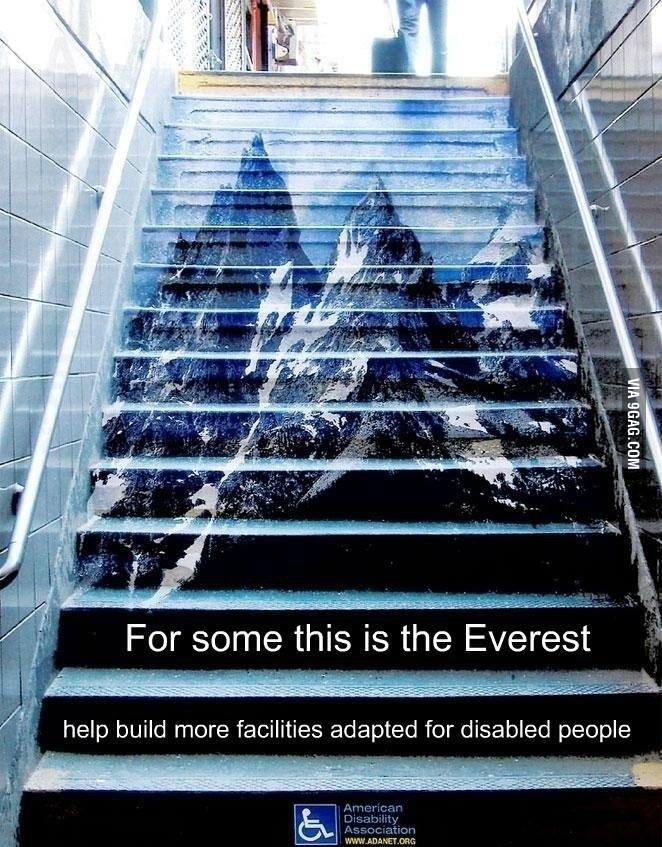 VIA 9GAG.COM
For some this is the Everest
help build more facilities adapted for disabled people
American
Disability
Association
WWW.ADANET.ORG